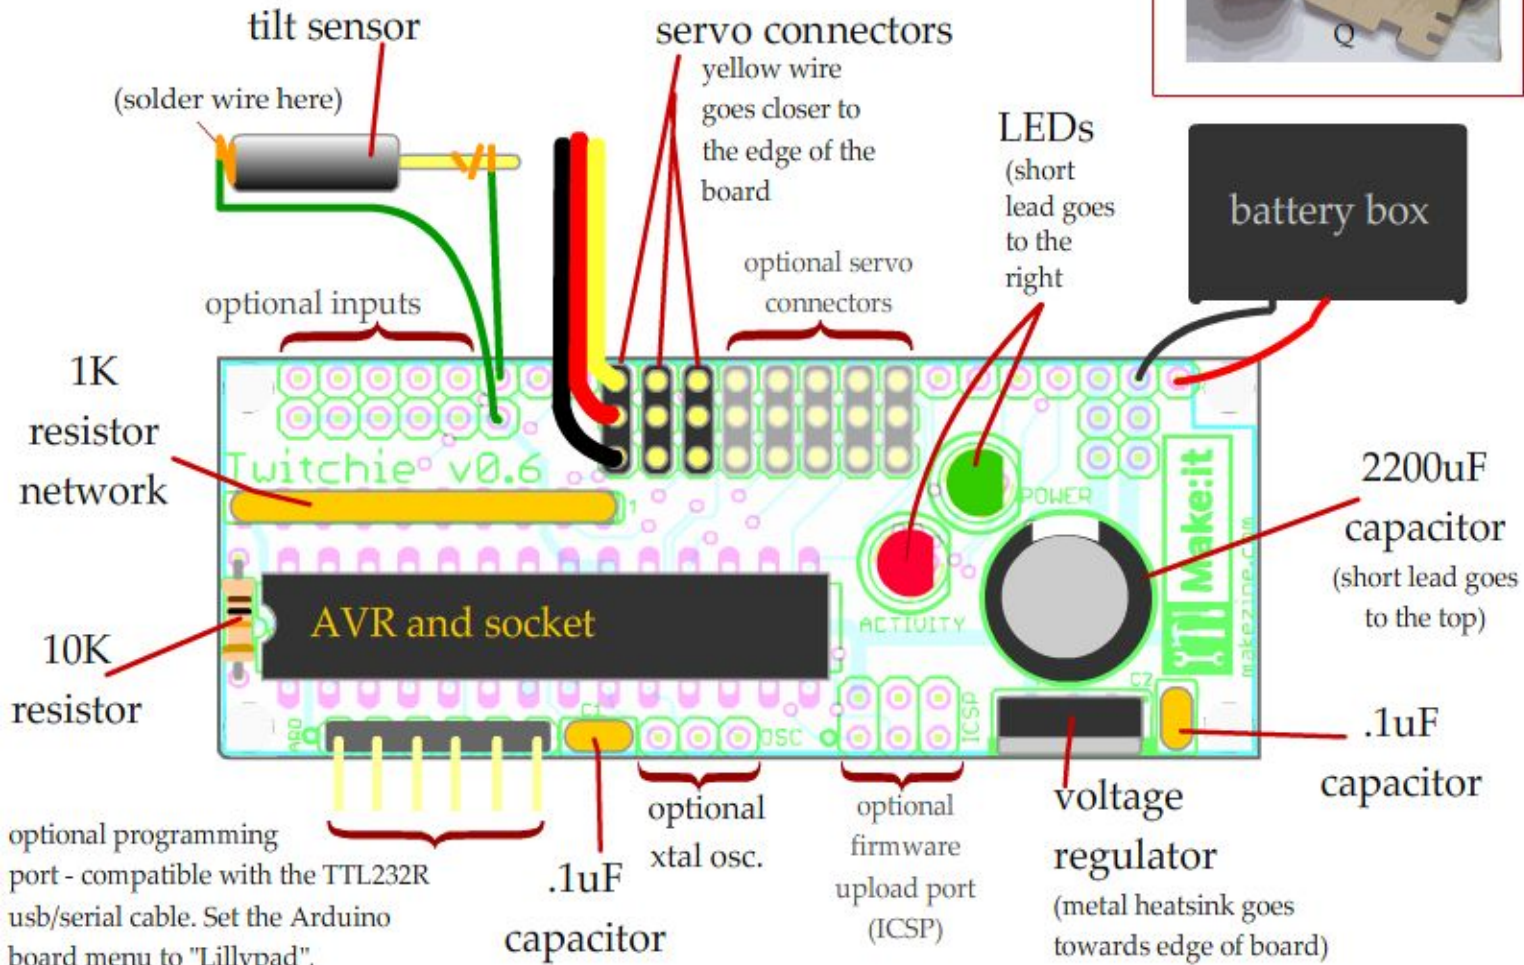 tilt sensor
(solder wire here)
servo connectors
yellow wire
goes closer to
the edge of the
board
Q
LEDs
(short
lead goes
to the
right
battery box
optional servo
connectors
optional inputs
1K
resistor
network
Twitchie v0.6
1
POWER
Make:it
makezine.com
2200uF
capacitor
(short lead goes
to the top)
AVR and socket
ACTIVITY
10K
resistor
ARD
C1
OSC
ICSP
C2
.1uF
capacitor
optional programming
port - compatible with the TTL232R
usb/serial cable. Set the Arduino
board menu to "Lillypad".
.1uF
capacitor
optional
xtal osc.
optional
firmware
upload port
(ICSP)
voltage
regulator
(metal heatsink goes
towards edge of board)